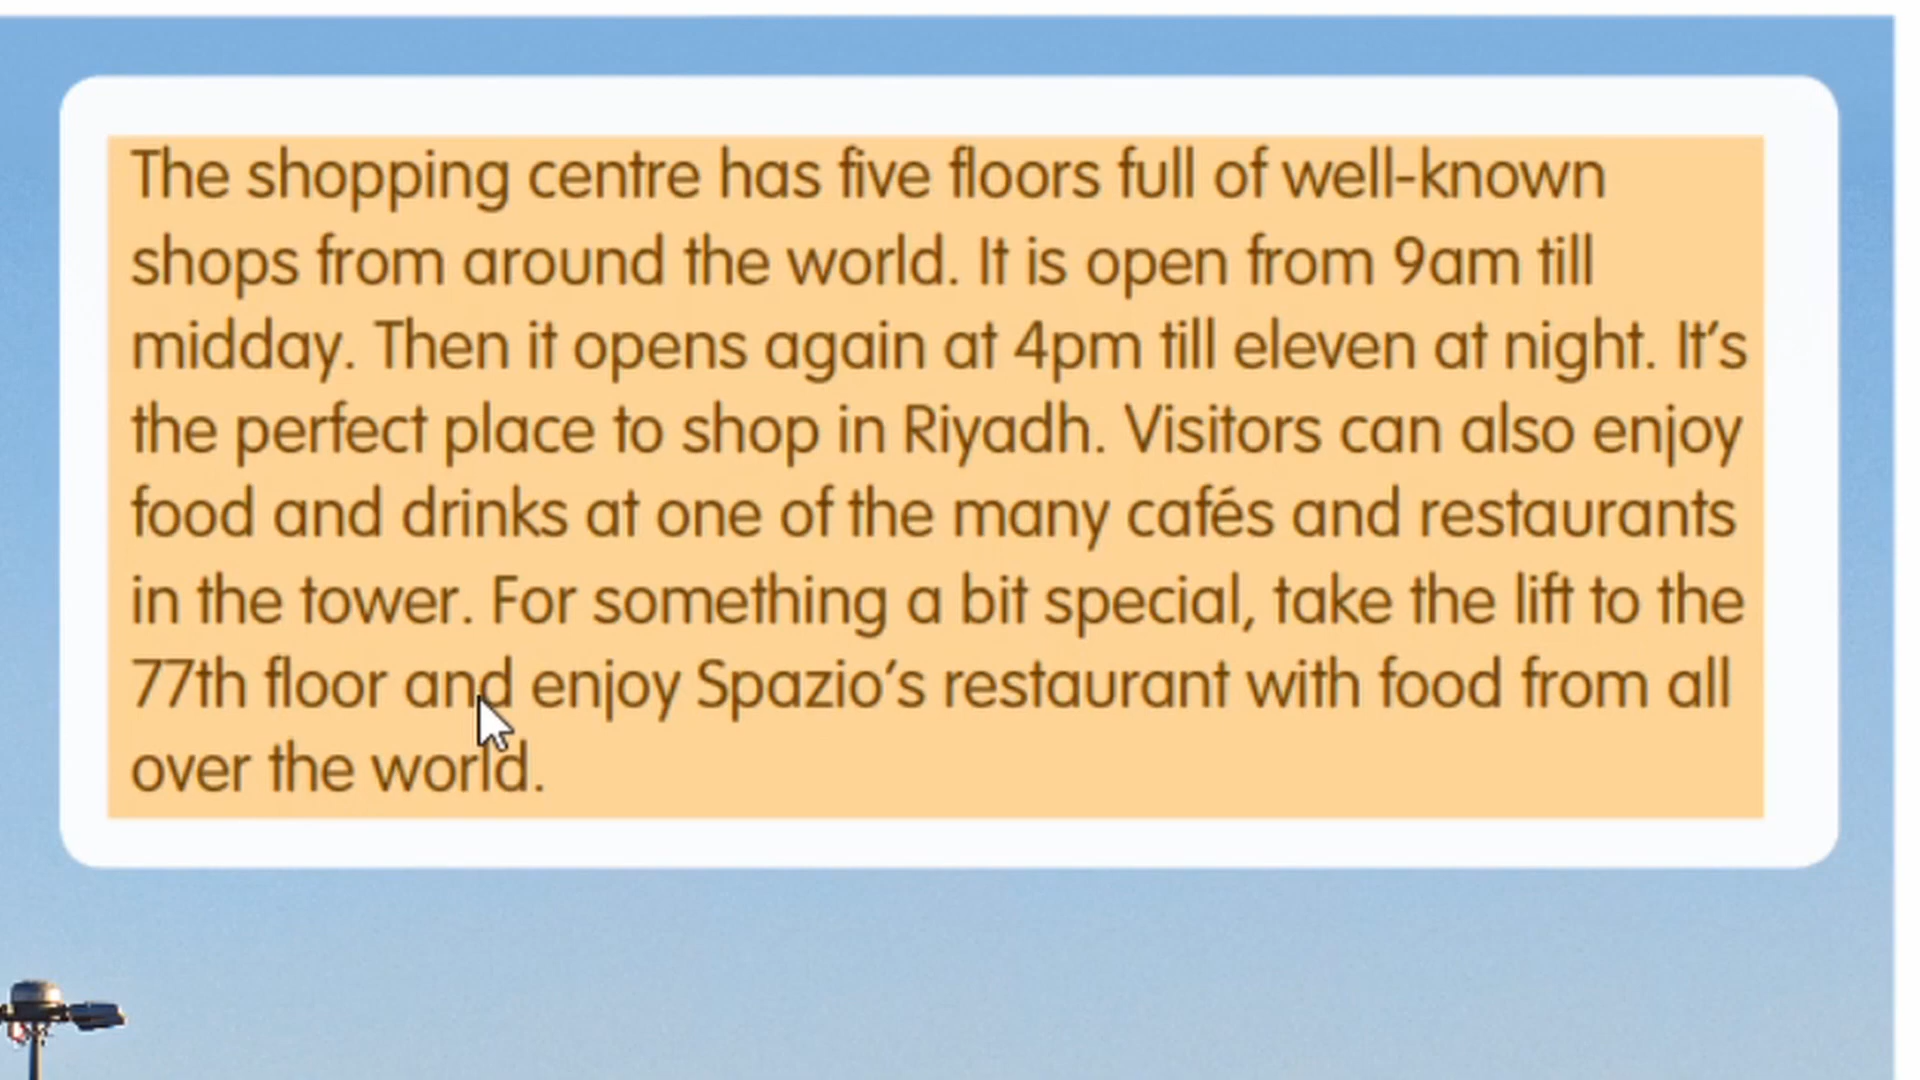 The shopping centre has five floors full of well-known
shops from around the world. It is open from 9am till
midday. Then it opens again at 4pm till eleven at night. It’s
the perfect place to shop in Riyadh. Visitors can also enjoy
food and drinks at one of the many cafés and restaurants
in the tower. For something a bit special, take the lift to the
77th floor and enjoy Spazio’s restaurant with food from all
over the world.